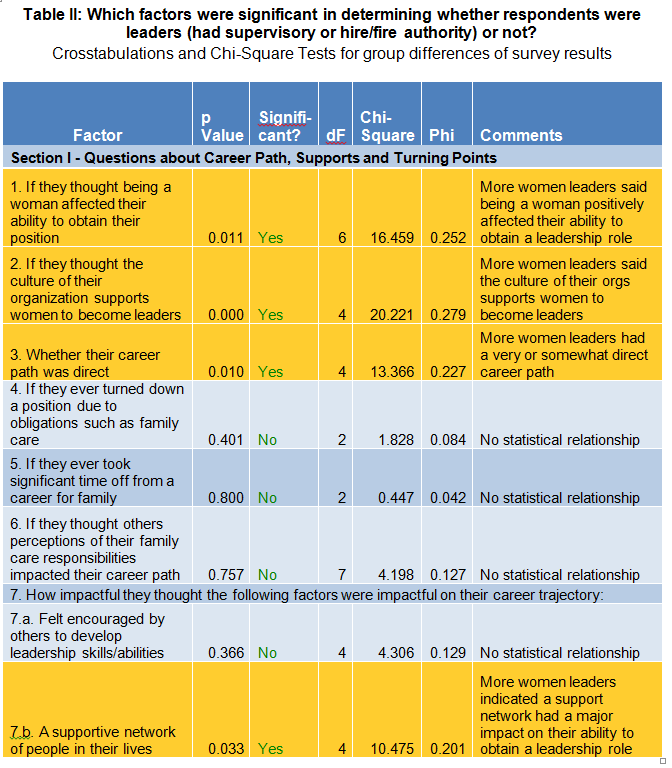 Table II: Which factors were significant in determining whether respondents were
leaders (had supervisory or hire/fire authority) or not?
Crosstabulations and Chi-Square Tests for group differences of survey results
Factor p Value Signifi-cant? dF Chi-Square Phi Comments
Section I - Questions about Career Path, Supports and Turning Points
1. If they thought being a
woman affected their
ability to obtain their
position 0.011 Yes 6 16.459 0.252
More women leaders said
being a woman positively
affected their ability to
obtain a leadership role
2. If they thought the
culture of their
organization supports
women to become leaders 0.000 Yes 4 20.221 0.279
More women leaders said
the culture of their orgs
supports women to
become leaders
3. Whether their career
path was direct 0.010 Yes 4 13.366 0.227
More women leaders had
a very or somewhat direct
career path
4. If they ever turned down
a position due to
obligations such as family
care 0.401 No 2 1.828 0.084 No statistical relationship
5. If they ever took
significant time off from a
career for family 0.800 No 2 0.447 0.042 No statistical relationship
6. If they thought others
perceptions of their family
care responsibilities
impacted their career path 0.757 No 7 4.198 0.127 No statistical relationship
7. How impactful they thought the following factors were impactful on their career trajectory:
7.a. Felt encouraged by
others to develop
leadership skills/abilities 0.366 No 4 4.306 0.129 No statistical relationship
7.b. A supportive network
of people in their lives 0.033 Yes 4 10.475 0.201
More women leaders
indicated a support
network had a major
impact on their ability to
obtain a leadership role